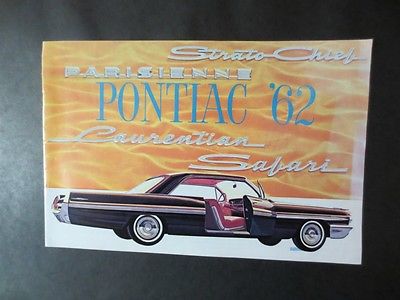 Strato-Chief
PARISIENNE
PONTIAC '62
Laurentian
Safari